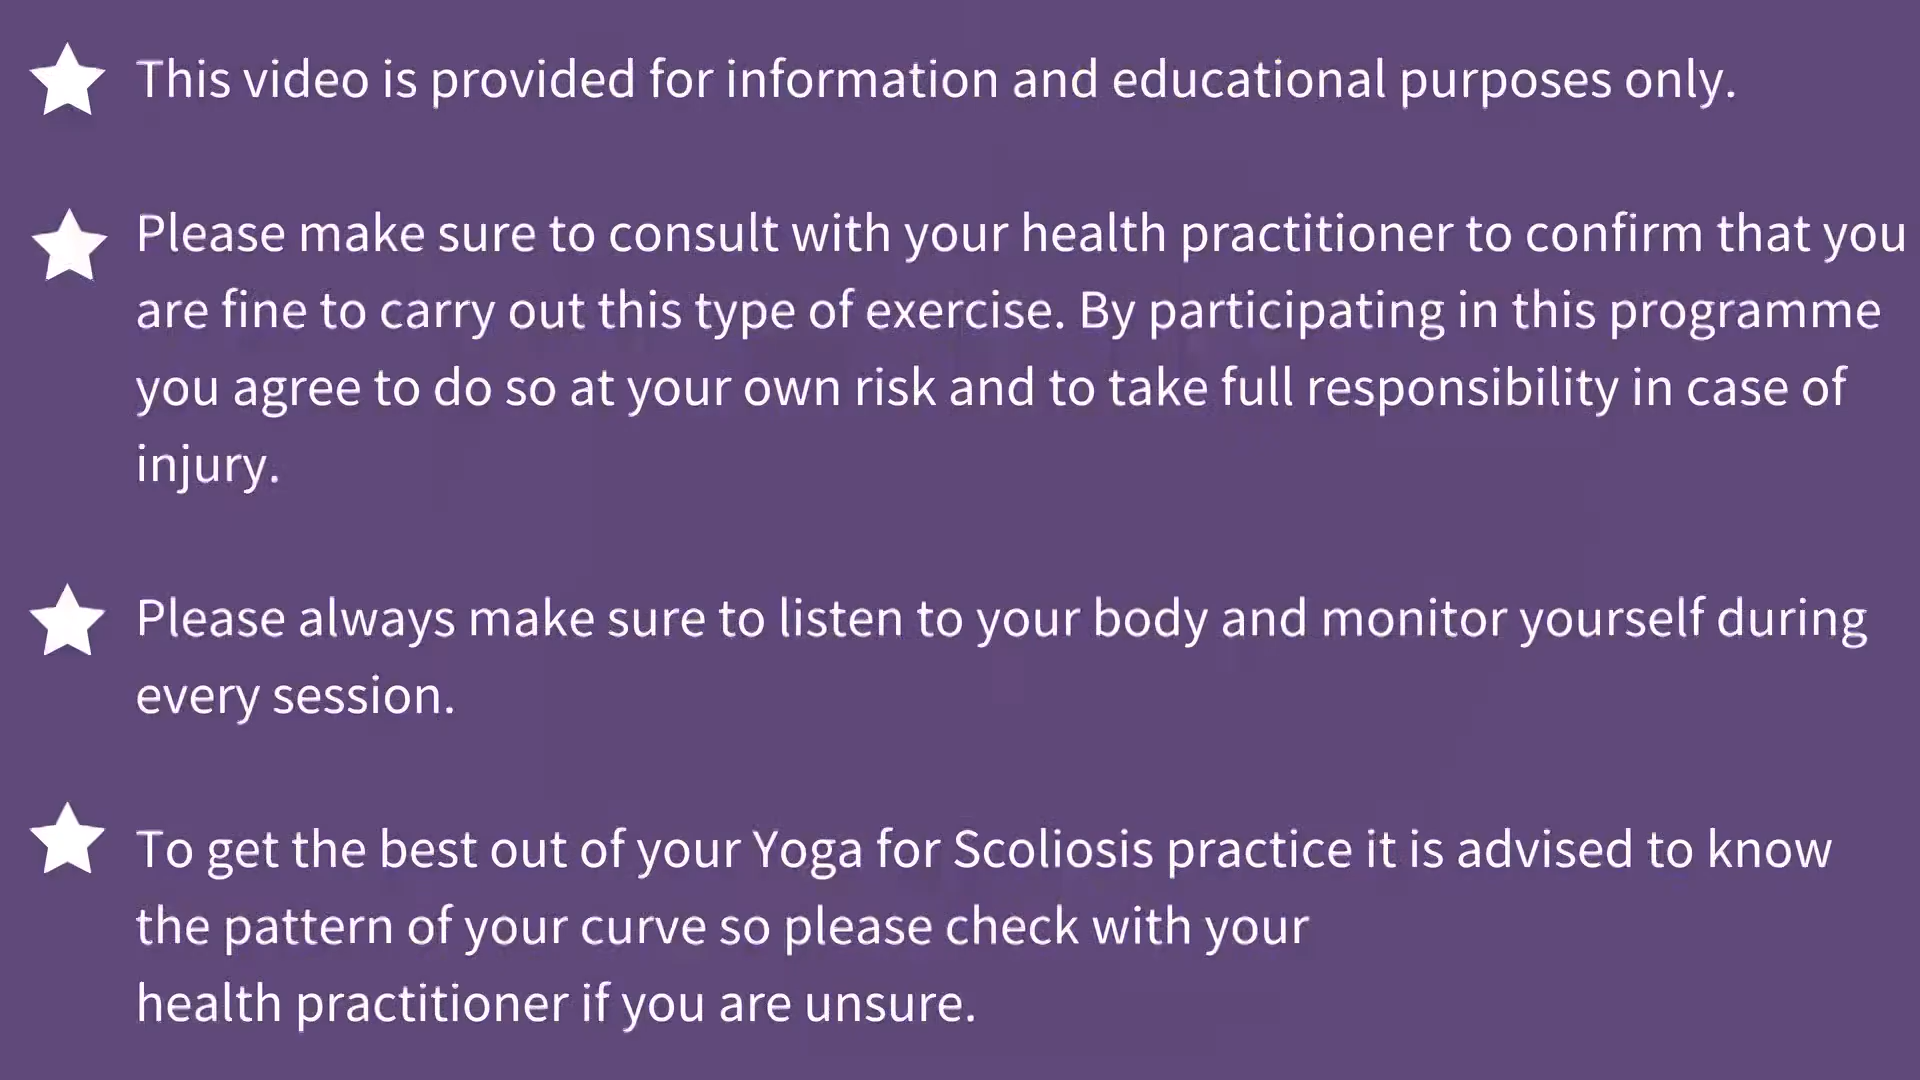 This video is provided for information and educational purposes only.
Please make sure to consult with your health practitioner to confirm that you
are fine to carry out this type of exercise. By participating in this programme
you agree to do so at your own risk and to take full responsibility in case of
injury.
Please always make sure to listen to your body and monitor yourself during
every session.
To get the best out of your Yoga for Scoliosis practice it is advised to know
the pattern of your curve so please check with your
health practitioner if you are unsure.